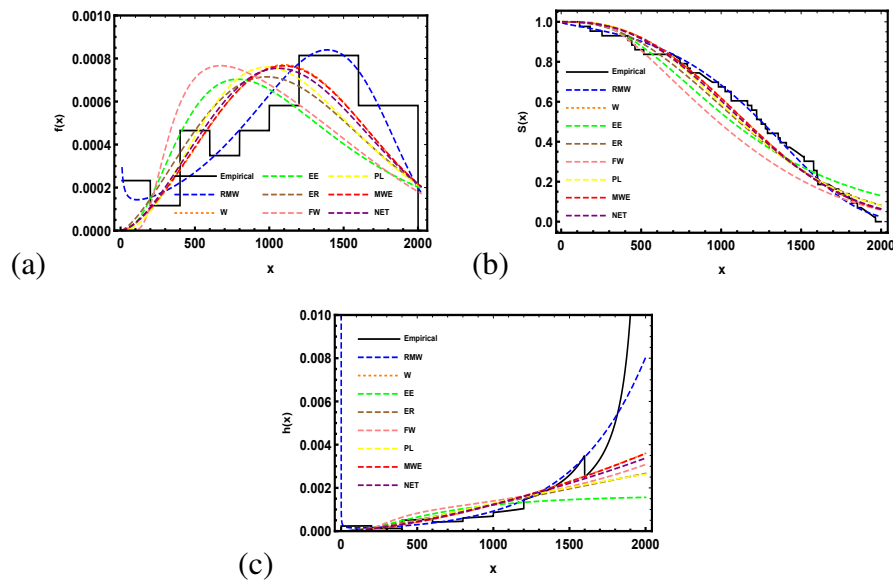 (a)
f(x)
0.0010
0.0008
0.0006
0.0004
0.0002
0.0000
Empirical EE PL
RMW ER MWE
W FW NET
0 500 1000 1500 2000
x
(b)
S(x)
1.0
0.8
0.6
0.4
0.2
0.0
Empirical
RMW
W
EE
ER
FW
PL
MWE
NET
0 500 1000 1500 2000
x
(c)
h(x)
0.010
0.008
0.006
0.004
0.002
0.000
Empirical
RMW
W
EE
ER
FW
PL
MWE
NET
0 500 1000 1500 2000
x